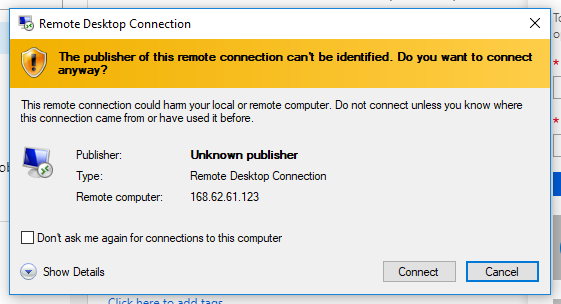 Remote Desktop Connection
The publisher of this remote connection can't be identified. Do you want to connect
anyway?
This remote connection could harm your local or remote computer. Do not connect unless you know where
this connection came from or have used it before.
Publisher: Unknown publisher
Type: Remote Desktop Connection
Remote computer: 168.62.61.123
Don't ask me again for connections to this computer
Show Details
Connect
Cancel
Click here to add tags